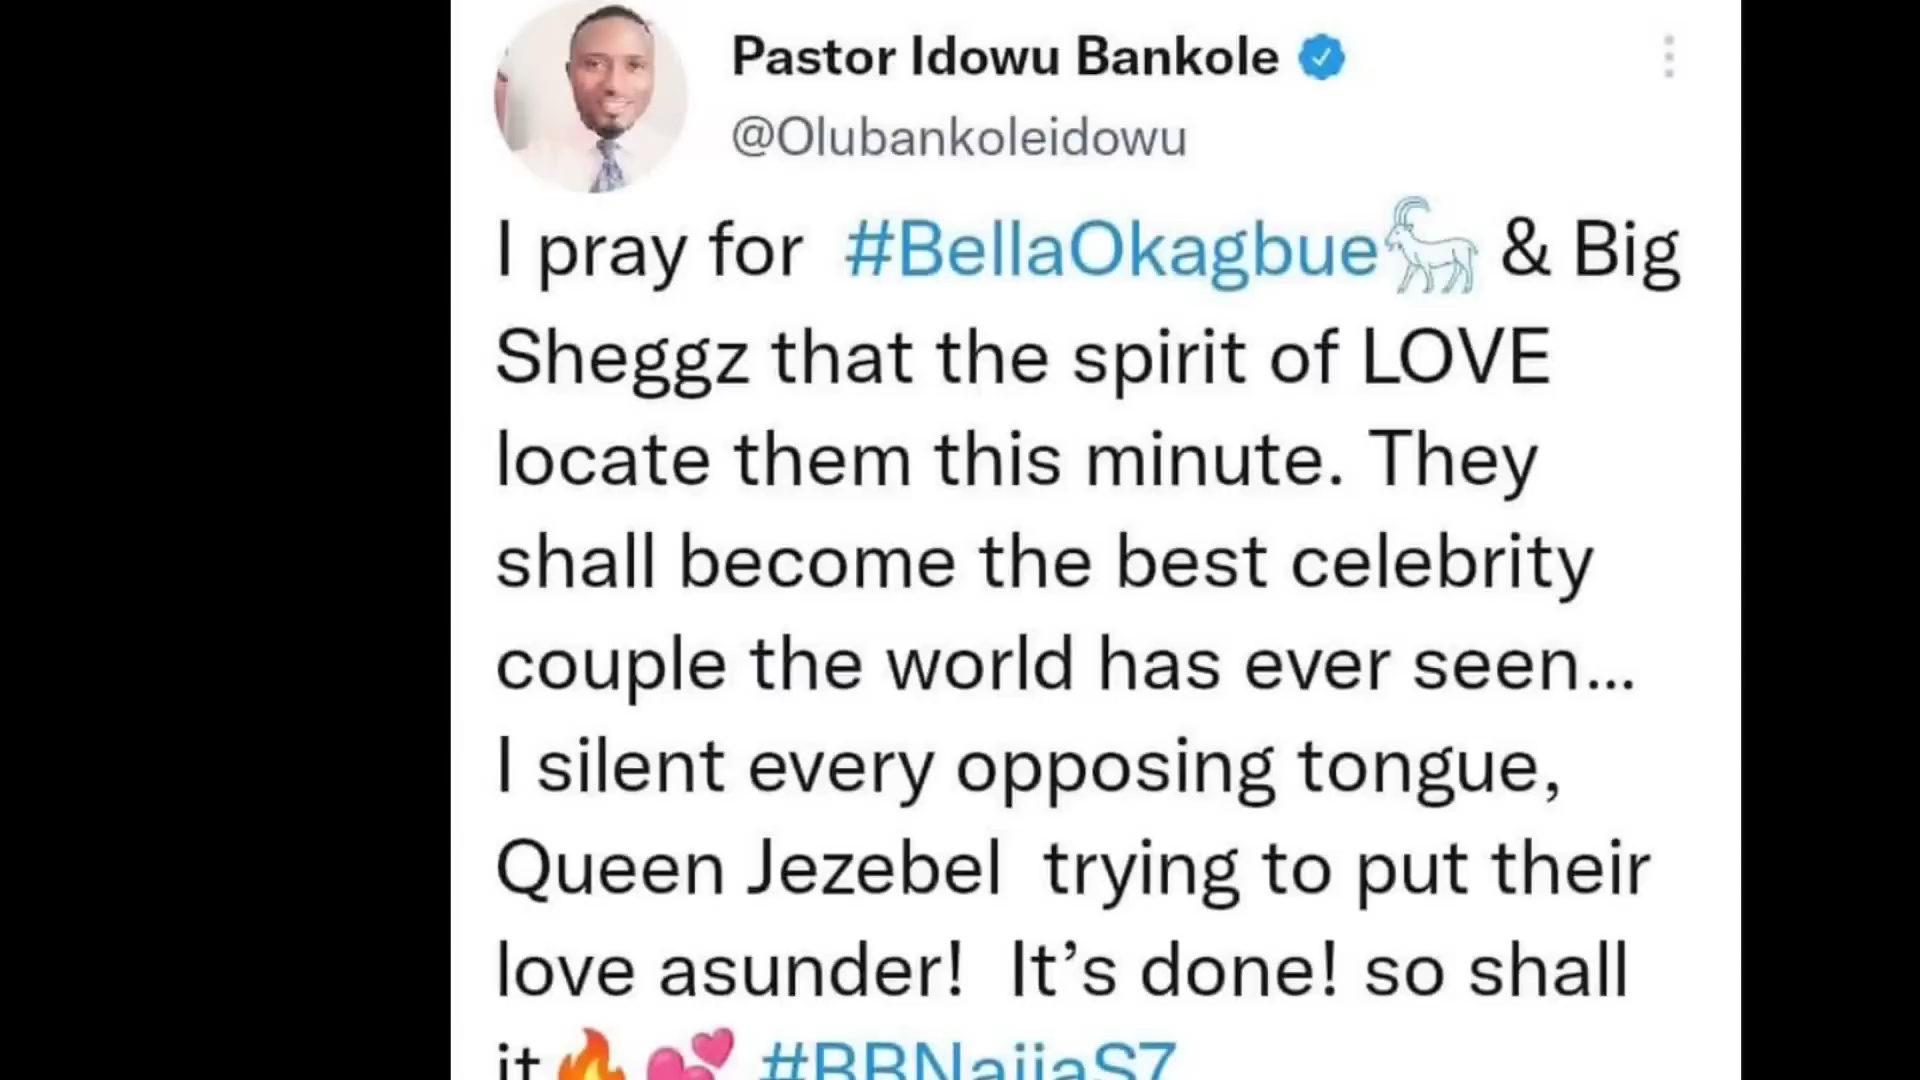 Pastor Idowu Bankole
@Olubankoleidowu
I pray for #BellaOkagbue & Big
Sheggz that the spirit of LOVE
locate them this minute. They
shall become the best celebrity
couple the world has ever seen...
I silent every opposing tongue,
Queen Jezebel trying to put their
love asunder! It's done! so shall
it🔥💕 #BBNaijaS7